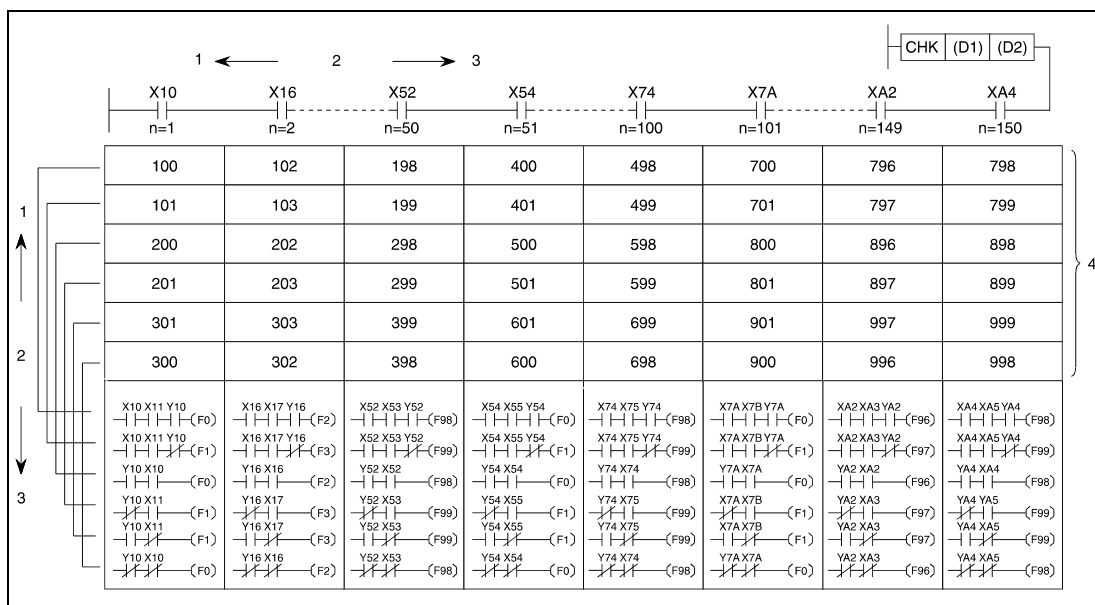 CHK (D1) (D2)
1 2 3
X10 X16 X52 X54 X74 X7A XA2 XA4
n=1 n=2 n=50 n=51 n=100 n=101 n=149 n=150
100 102 198 400 498 700 796 798
101 103 199 401 499 701 797 799
200 202 298 500 598 800 896 898
201 203 299 501 599 801 897 899
301 303 399 601 699 901 997 999
300 302 398 600 698 900 996 998
1
2
3
4
X10 X11 Y10 (F0) X16 X17 Y16 (F2) X52 X53 Y52 (F98) X54 X55 Y54 (F0) X74 X75 Y74 (F98) X7A X7B Y7A (F0) XA2 XA3 YA2 (F96) XA4 XA5 YA4 (F98)
X10 X11 Y10 (F1) X16 X17 Y16 (F3) X52 X53 Y52 (F99) X54 X55 Y54 (F1) X74 X75 Y74 (F99) X7A X7B Y7A (F1) XA2 XA3 YA2 (F97) XA4 XA5 YA4 (F99)
Y10 X10 (F0) Y16 X16 (F2) Y52 X52 (F98) Y54 X54 (F0) Y74 X74 (F98) Y7A X7A (F0) YA2 XA2 (F96) YA4 XA4 (F98)
Y10 X11 (F1) Y16 X17 (F3) Y52 X53 (F99) Y54 X55 (F1) Y74 X75 (F99) X7A X7B (F1) YA2 XA3 (F97) YA4 YA5 (F99)
Y10 X11 (F1) Y16 X17 (F3) Y52 X53 (F99) Y54 X55 (F1) Y74 X75 (F99) X7A X7B (F1) YA2 XA3 (F97) YA4 XA5 (F99)
Y10 X10 (F0) Y16 X16 (F2) Y52 X53 (F98) Y54 X54 (F0) Y74 X74 (F98) Y7A X7A (F0) YA2 XA3 (F96) YA4 XA5 (F98)